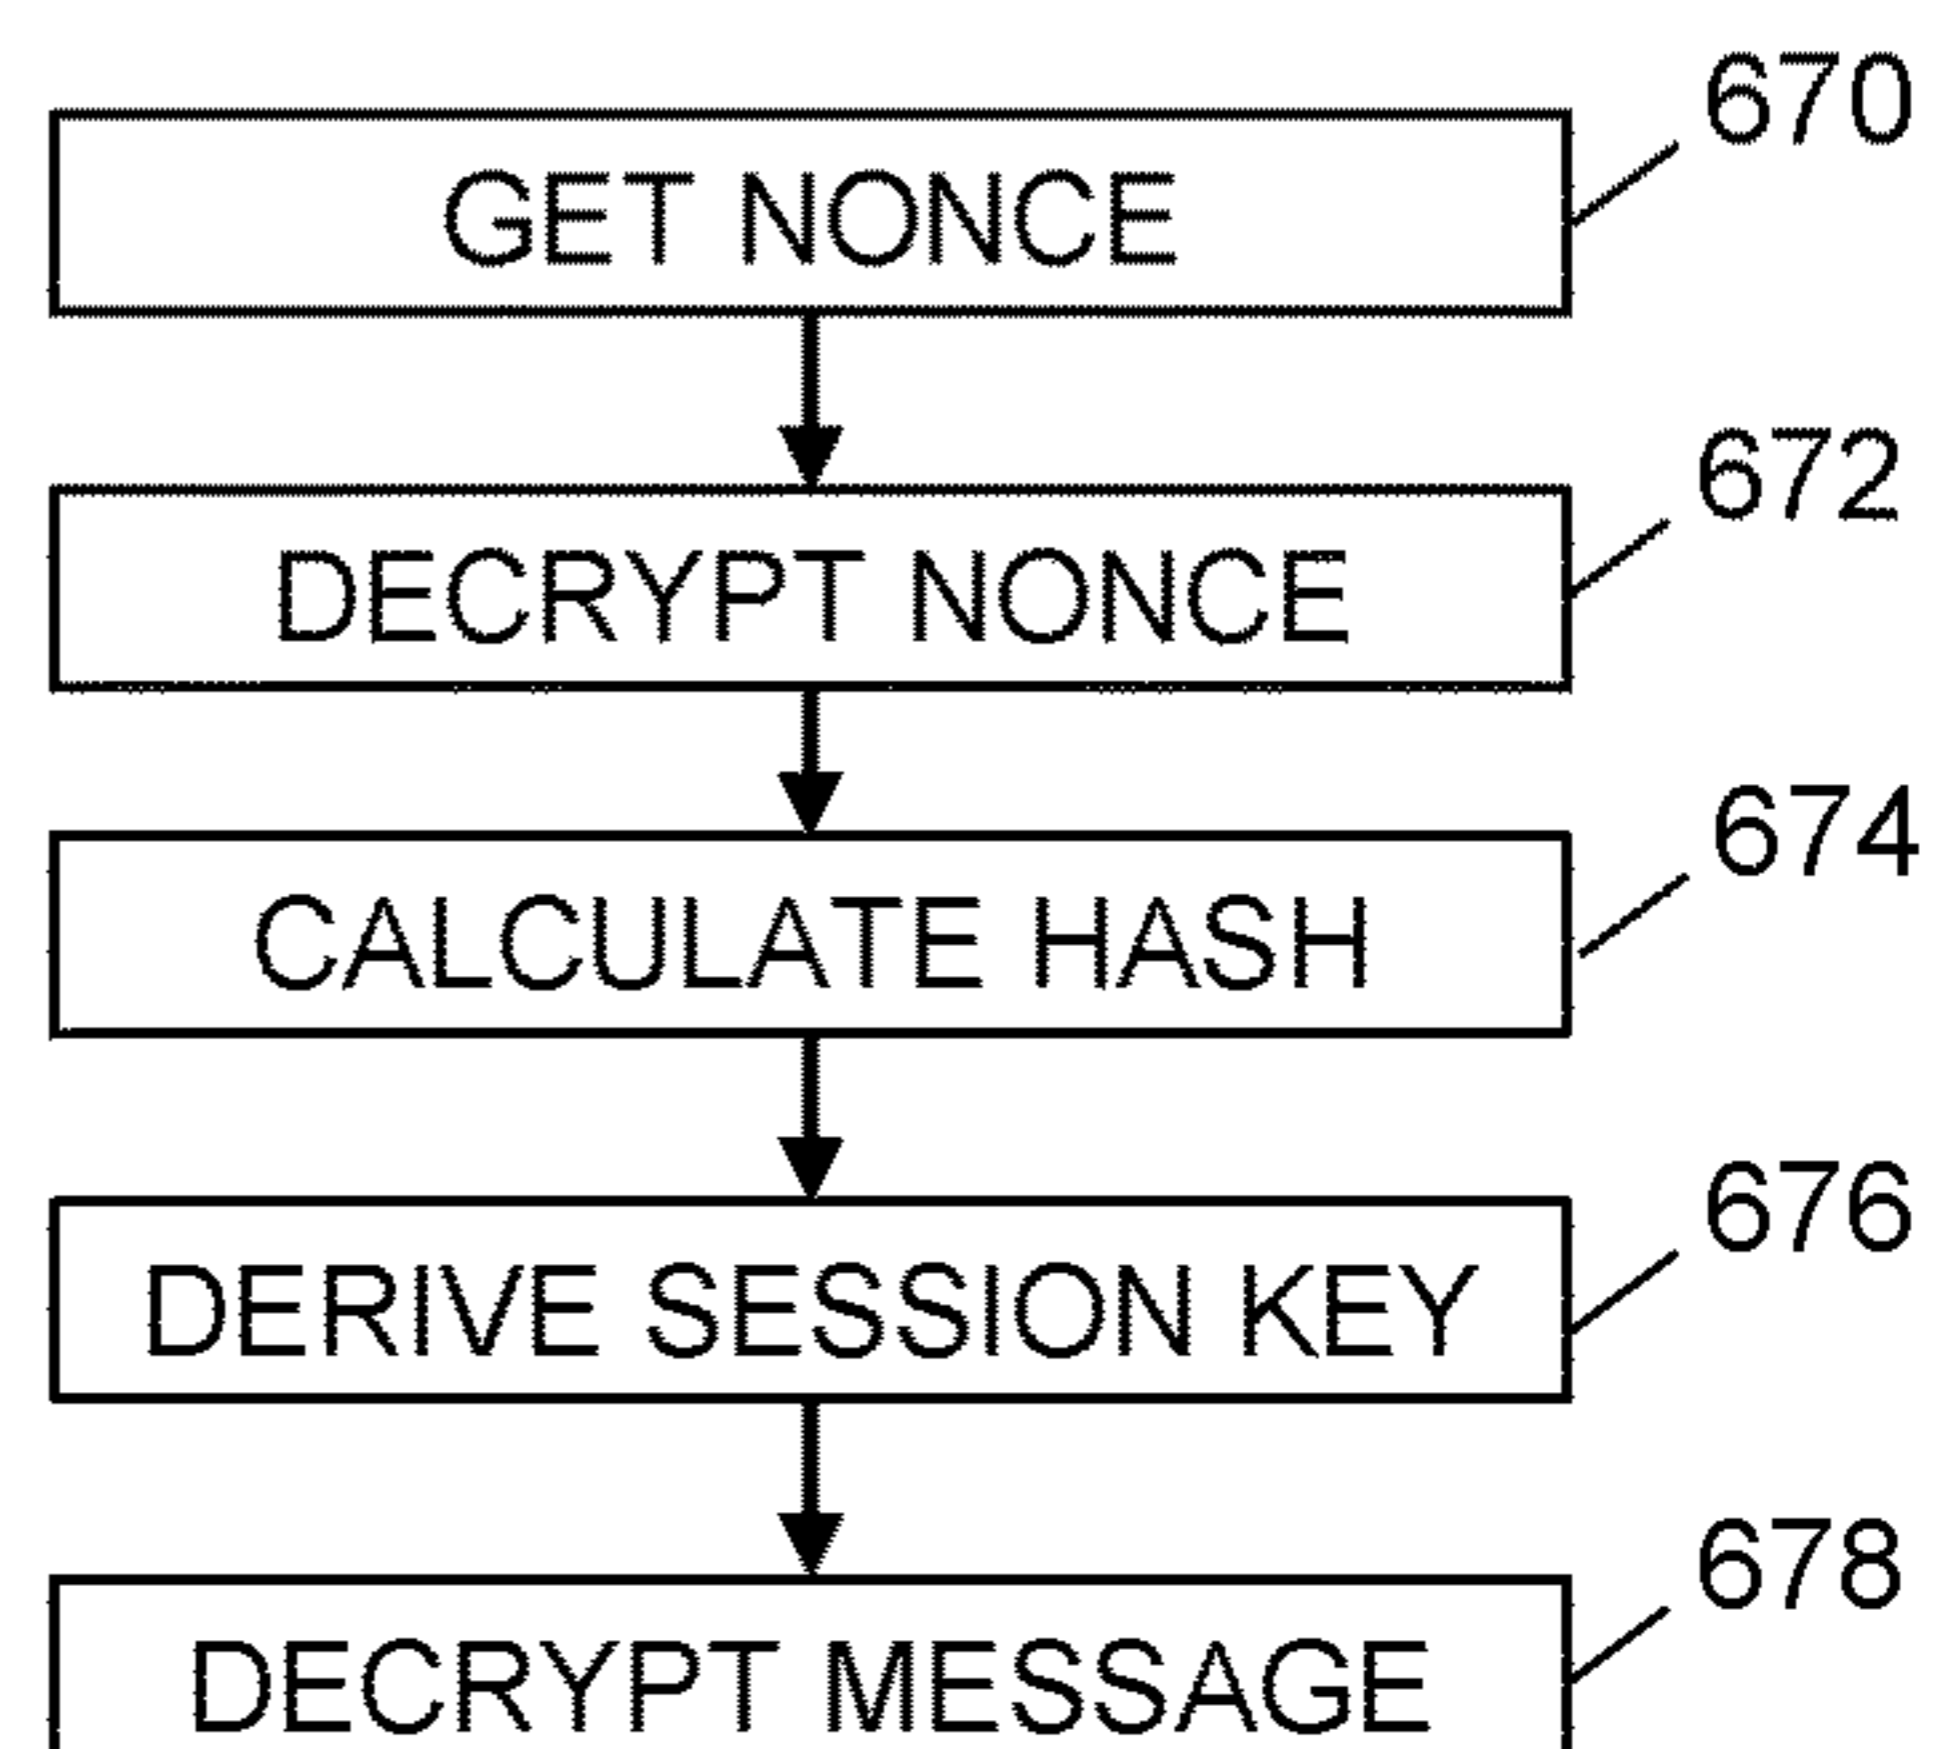 670
GET NONCE
672
DECRYPT NONCE
674
CALCULATE HASH
676
DERIVE SESSION KEY
678
DECRYPT MESSAGE